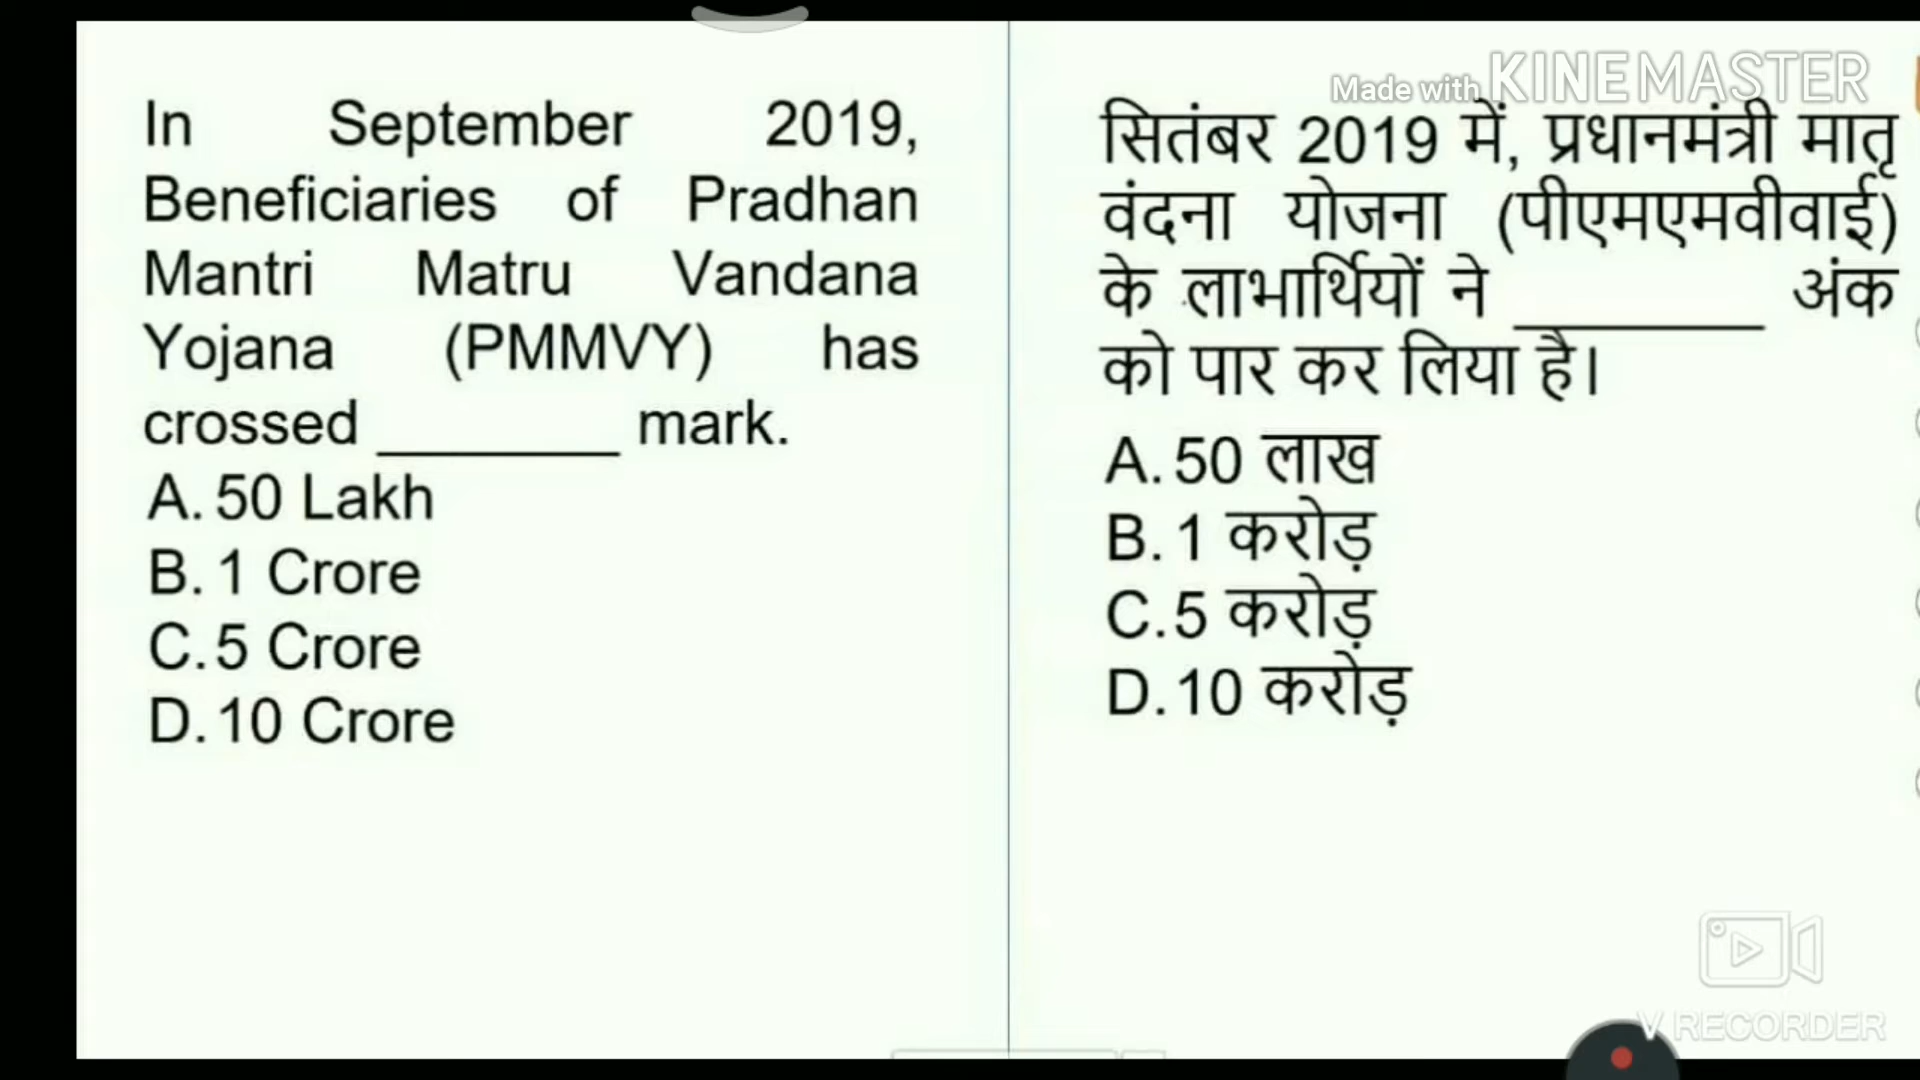 In September 2019,
Beneficiaries of Pradhan
Mantri Matru Vandana
Yojana (PMMVY) has
crossed ________ mark.
A. 50 Lakh
B. 1 Crore
C. 5 Crore
D. 10 Crore
Made with KINEMASTER
सितंबर 2019 में, प्रधानमंत्री मातृ
वंदना योजना (पीएमएमवीवाई)
के लाभार्थियों ने ________ अंक
को पार कर लिया है।
A. 50 लाख
B. 1 करोड़
C. 5 करोड़
D. 10 करोड़
V RECORDER